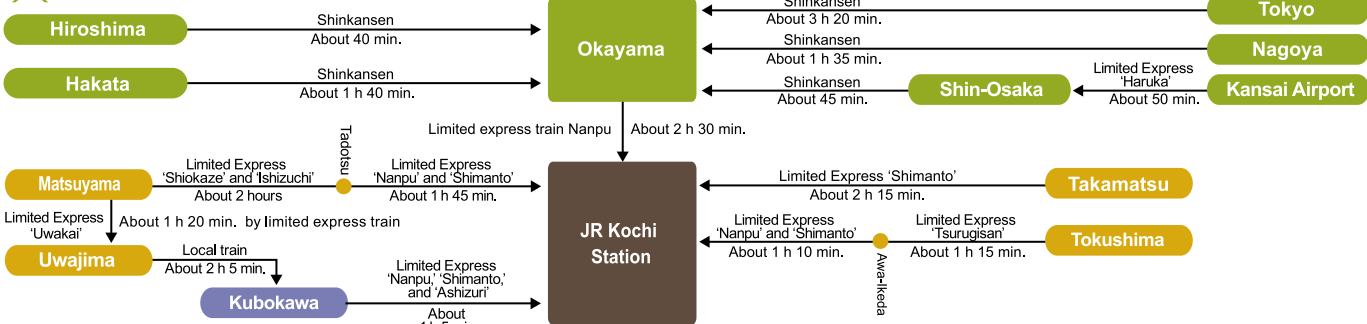 Hiroshima
Shinkansen
About 40 min.
Hakata
Shinkansen
About 1 h 40 min.
Okayama
Shinkansen
About 3 h 20 min.
Tokyo
Shinkansen
About 1 h 35 min.
Nagoya
Shinkansen
About 45 min.
Shin-Osaka
Limited Express
‘Haruka’
About 50 min.
Kansai Airport
Limited express train Nanpu
About 2 h 30 min.
Matsuyama
Limited Express
‘Shiokaze’ and ‘Ishizuchi’
About 2 hours
Tadotsu
Limited Express
‘Nanpu’ and ‘Shimanto’
About 1 h 45 min.
JR Kochi
Station
Limited Express ‘Shimanto’
About 2 h 15 min.
Takamatsu
Limited Express
‘Uwakai’
About 1 h 20 min. by limited express train
Limited Express
‘Nanpu’ and ‘Shimanto’
About 1 h 10 min.
Awa-Ikeda
Limited Express
‘Tsurugisan’
About 1 h 15 min.
Tokushima
Uwajima
Local train
About 2 h 5 min.
Kubokawa
Limited Express
‘Nanpu,’ ‘Shimanto,’
and ‘Ashizuri’
About